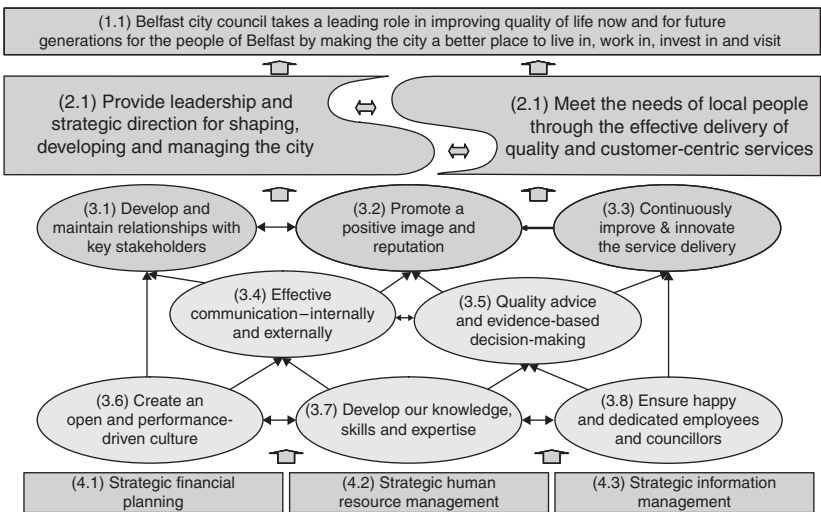 (1.1) Belfast city council takes a leading role in improving quality of life now and for future
generations for the people of Belfast by making the city a better place to live in, work in, invest in and visit
(2.1) Provide leadership and
strategic direction for shaping,
developing and managing the city
(2.1) Meet the needs of local people
through the effective delivery of
quality and customer-centric services
(3.1) Develop and
maintain relationships with
key stakeholders
(3.2) Promote a
positive image and
reputation
(3.3) Continuously
improve & innovate
the service delivery
(3.4) Effective
communication–internally
and externally
(3.5) Quality advice
and evidence-based
decision-making
(3.6) Create an
open and performance-
driven culture
(3.7) Develop our knowledge,
skills and expertise
(3.8) Ensure happy
and dedicated employees
and councillors
(4.1) Strategic financial
planning
(4.2) Strategic human
resource management
(4.3) Strategic information
management